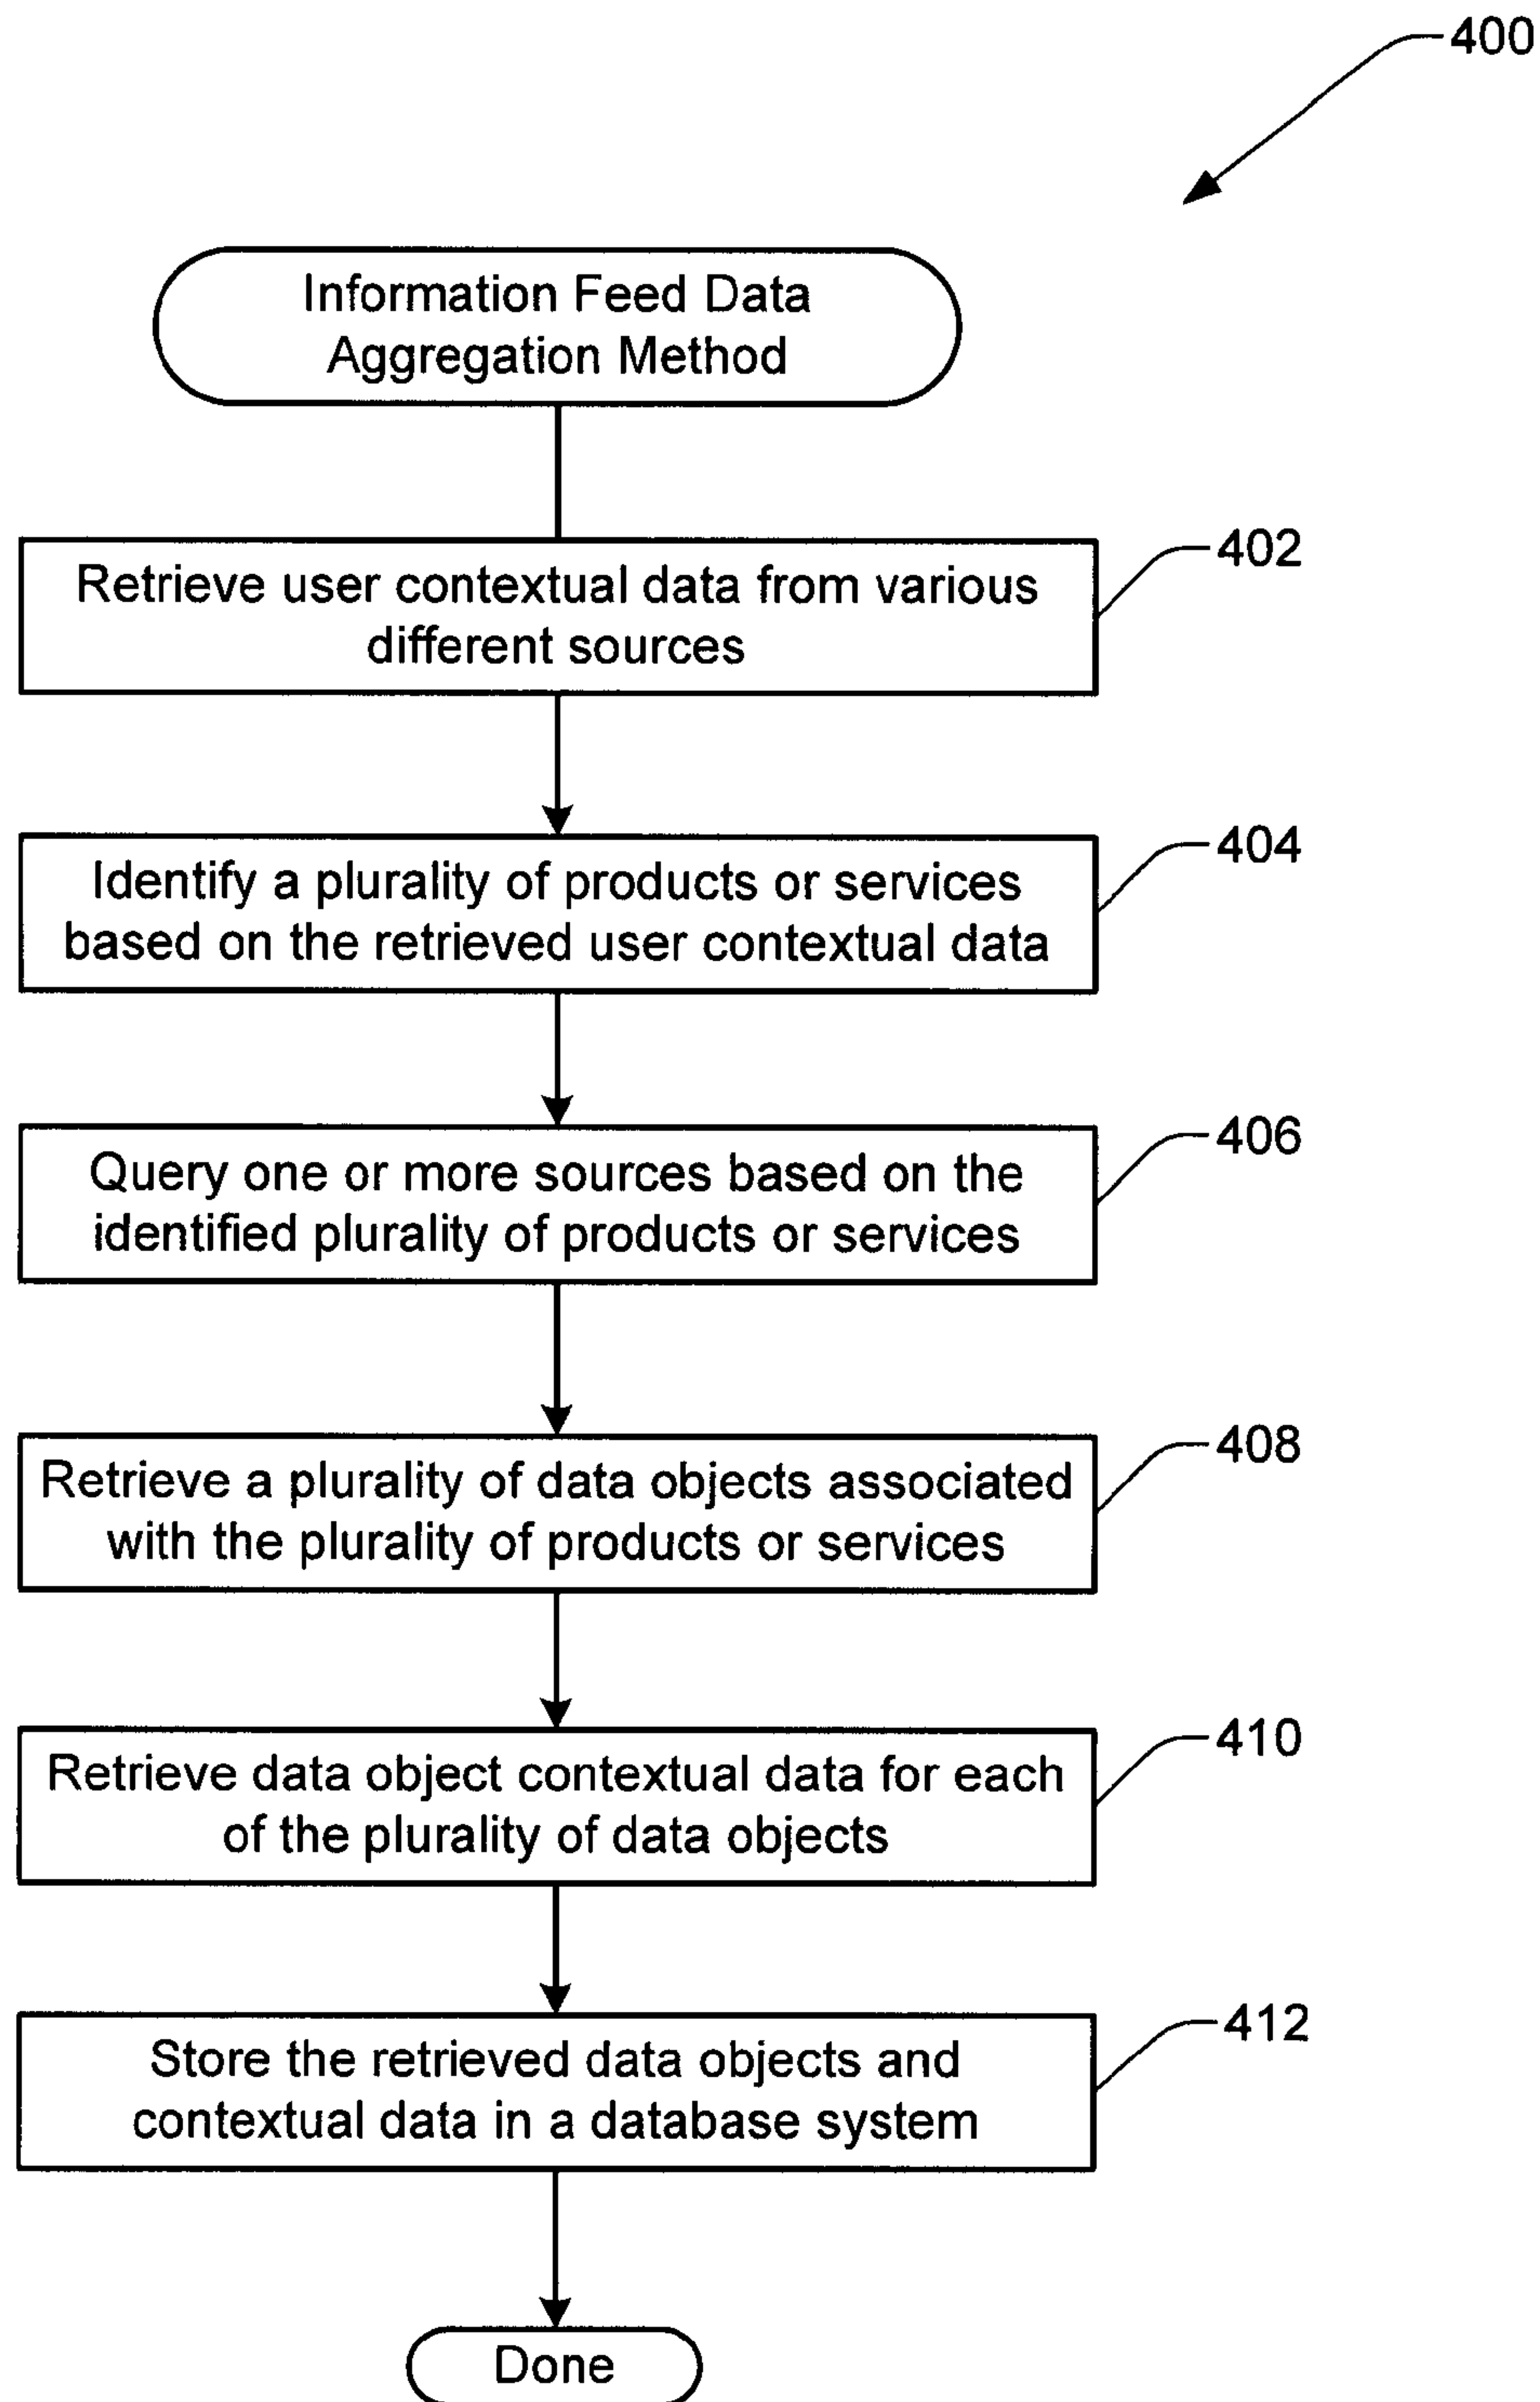 400
Information Feed Data
Aggregation Method
402
Retrieve user contextual data from various
different sources
404
Identify a plurality of products or services
based on the retrieved user contextual data
406
Query one or more sources based on the
identified plurality of products or services
408
Retrieve a plurality of data objects associated
with the plurality of products or services
410
Retrieve data object contextual data for each
of the plurality of data objects
412
Store the retrieved data objects and
contextual data in a database system
Done